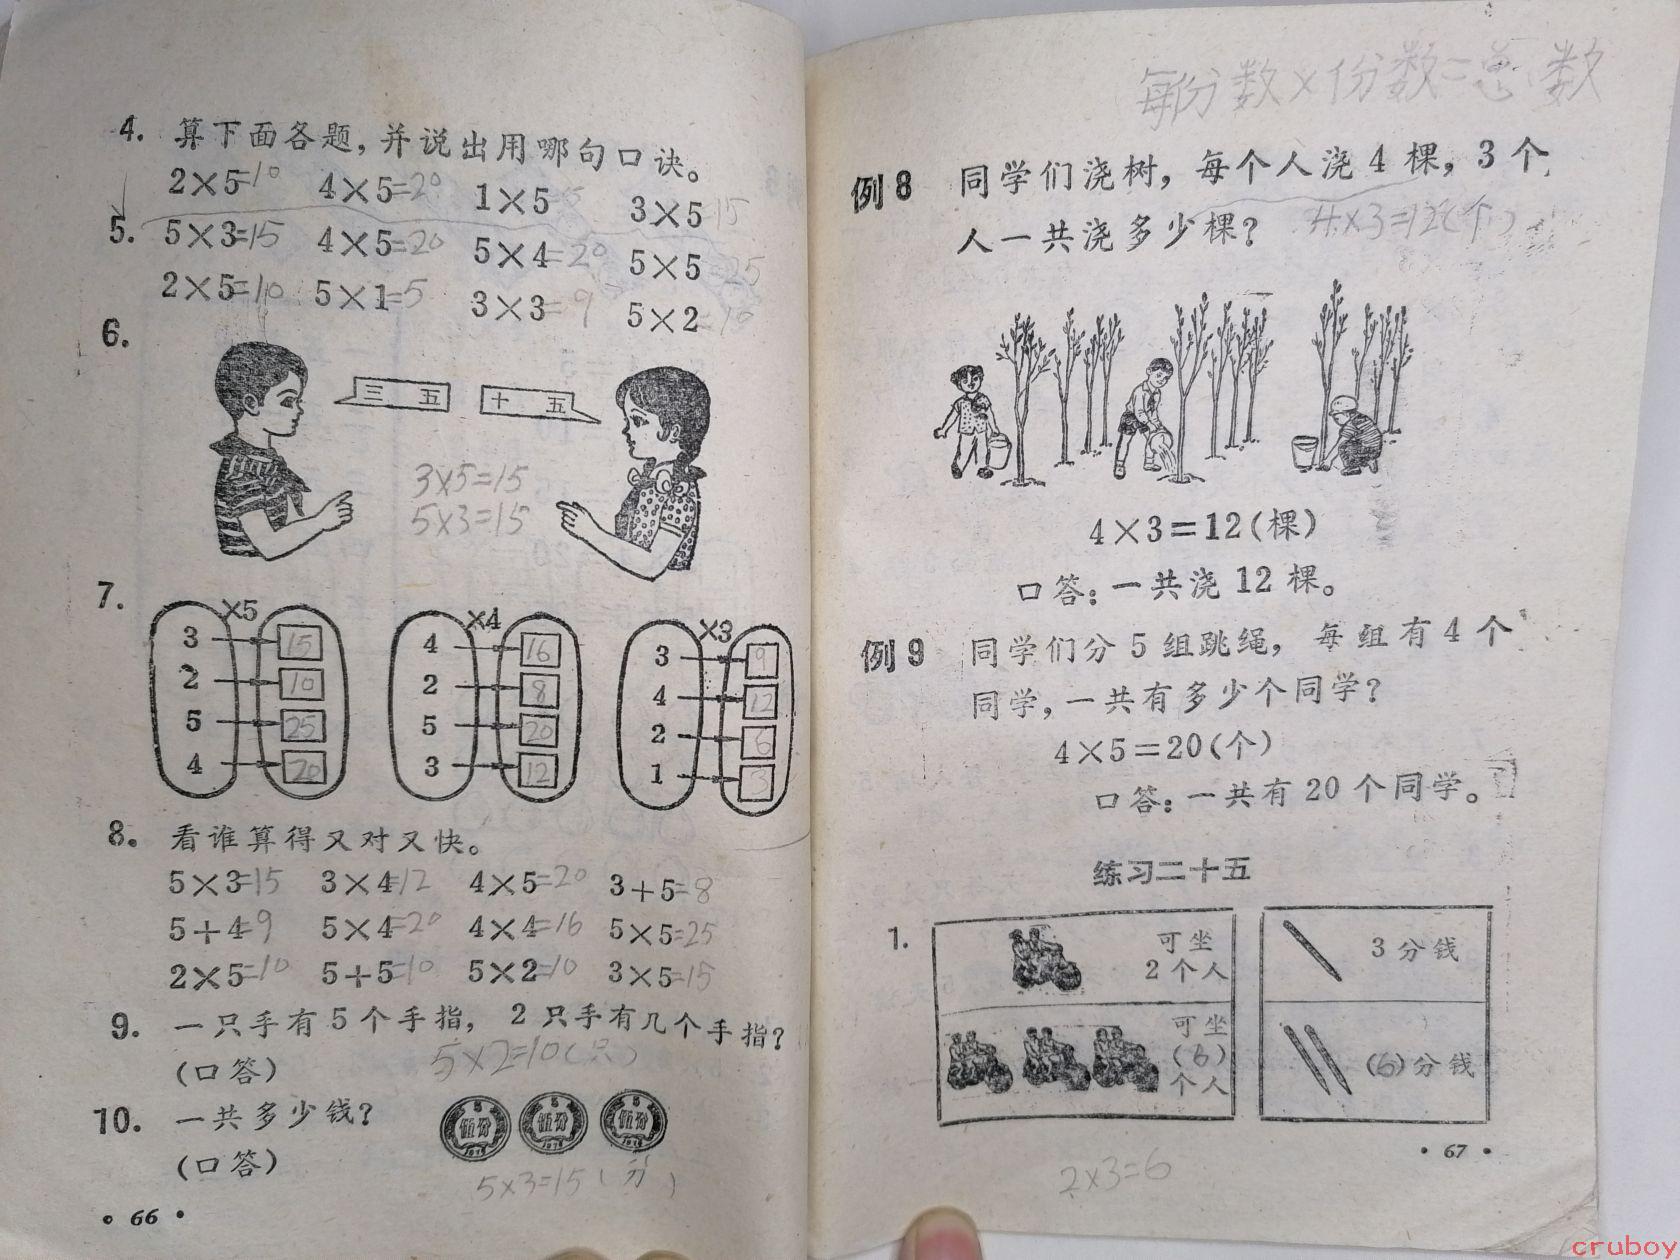 4. 算下面各题，并说出用哪句口诀。
2×5=10 4×5=20 1×5 5 3×5 15
5. 5×3=15 4×5=20 5×4=20 5×5=25
2×5=10 5×1=5 3×3=9 5×2=10
6.
三 五 十 五
3×5=15
5×3=15
7. ×5 ×4 ×3
3 15 4 16 3 9
2 10 2 8 4 12
5 25 5 20 2 6
4 20 3 12 1 3
8. 看谁算得又对又快。
5×3=15 3×4=12 4×5=20 3+5=8
5+4=9 5×4=20 4×4=16 5×5=25
2×5=10 5+5=10 5×2=10 3×5=15
9. 一只手有5个手指，2只手有几个手指？
(口答) 5×2=10(只)
10. 一共多少钱？ 伍分 伍分 伍分
(口答) 5×3=15(分)
• 66 •
每份数×份数=总数
例8 同学们浇树，每个人浇4棵，3个
人一共浇多少棵？ 4×3=12(个)
4×3=12(棵)
口答：一共浇12棵。
例9 同学们分5组跳绳，每组有4个
同学，一共有多少个同学？
4×5=20(个)
口答：一共有20个同学。
练习二十五
1. 可坐 3分钱
2个人
可坐
(6) (6)分钱
个人
• 67 •
2×3=6
cruboy